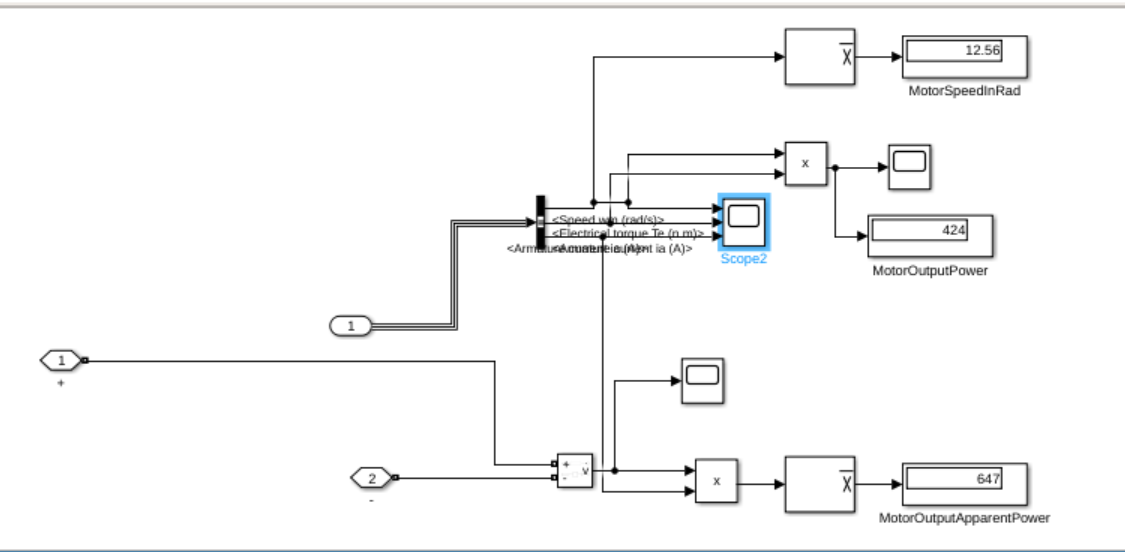 X
12.56
MotorSpeedInRad
x
424
MotorOutputPower
<Speed wm (rad/s)>
<Electrical torque Te (n m)>
<Armature current ia (A)>
Scope2
1
1
+
2
-
+
-
v
x
X
647
MotorOutputApparentPower